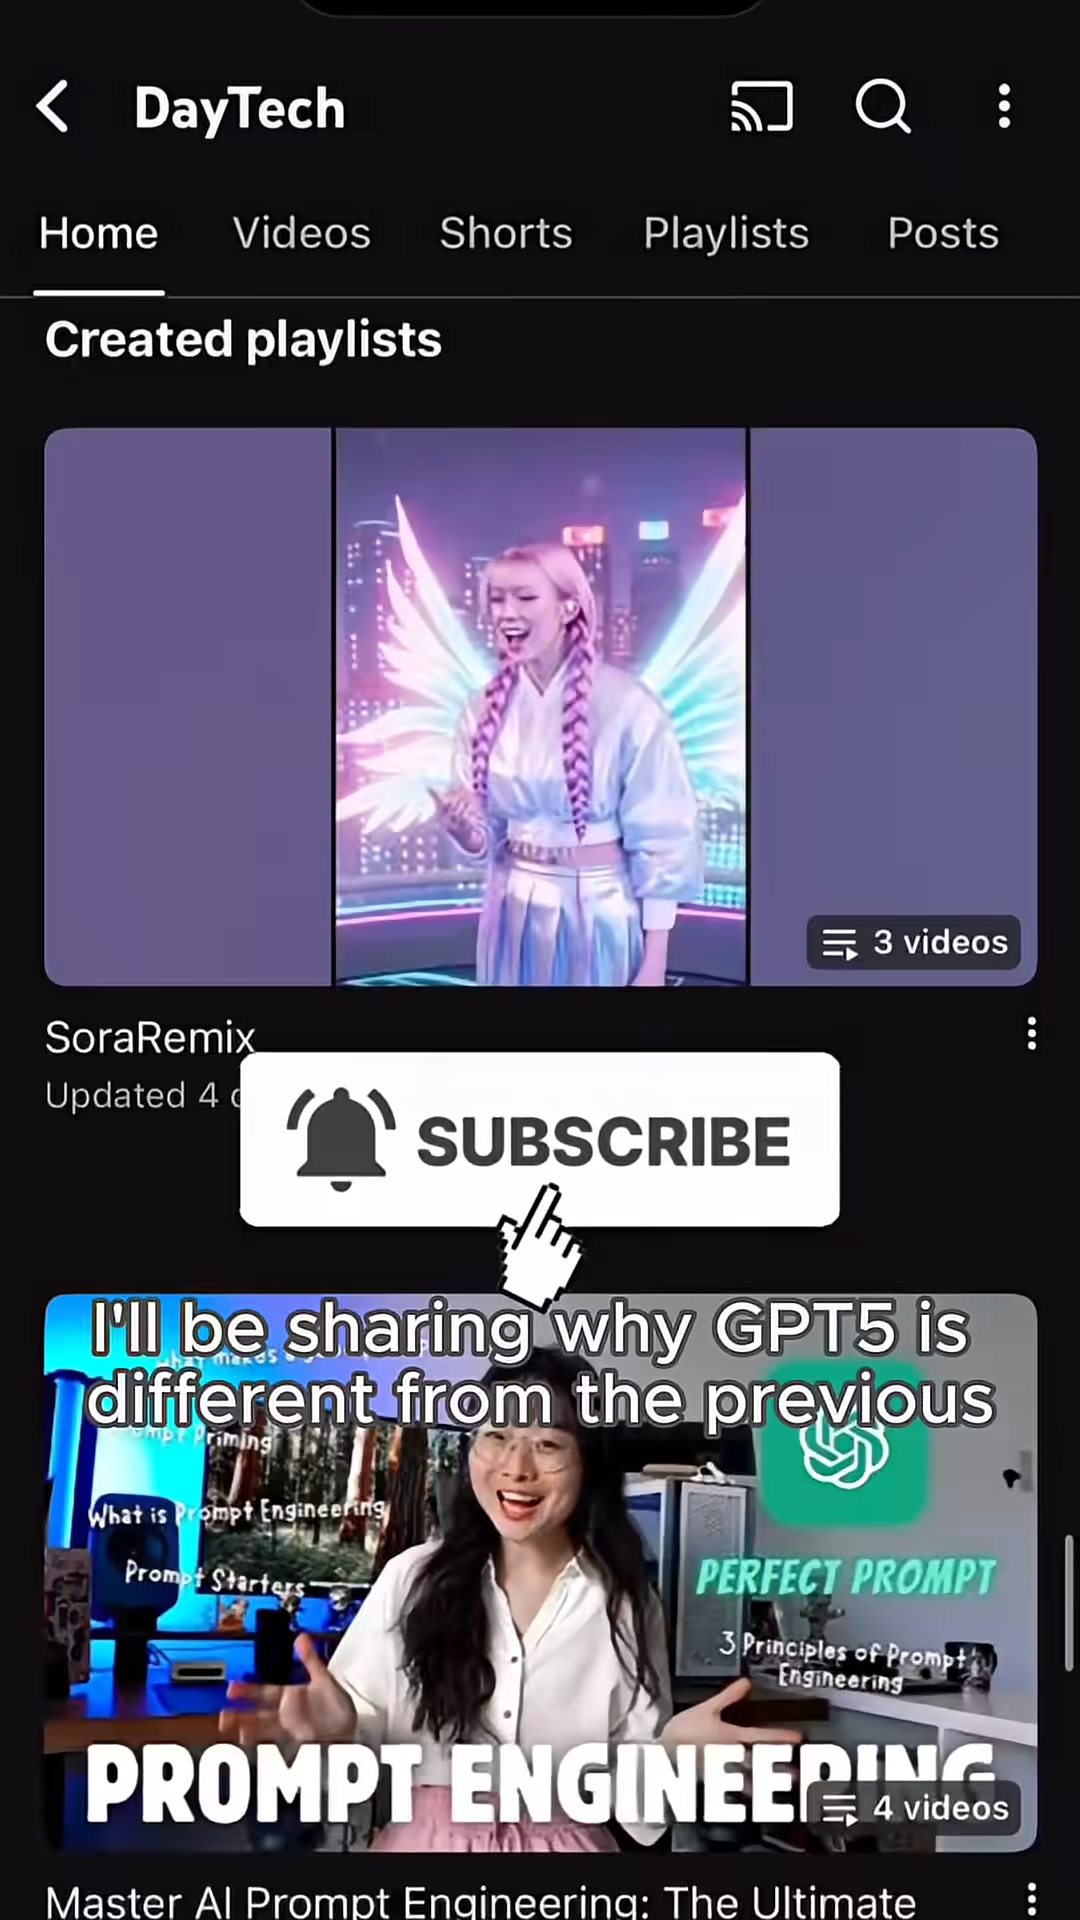 DayTech
Home Videos Shorts Playlists Posts
Created playlists
3 videos
SoraRemix
Updated 4
SUBSCRIBE
I'll be sharing why GPT5 is
different from the previous
Priming
What is Prompt Engineering
Prompt Starters
PERFECT PROMPT
3 Principles of Prompt
Engineering
PROMPT ENGINEERING
4 videos
Master AI Prompt Engineering: The Ultimate